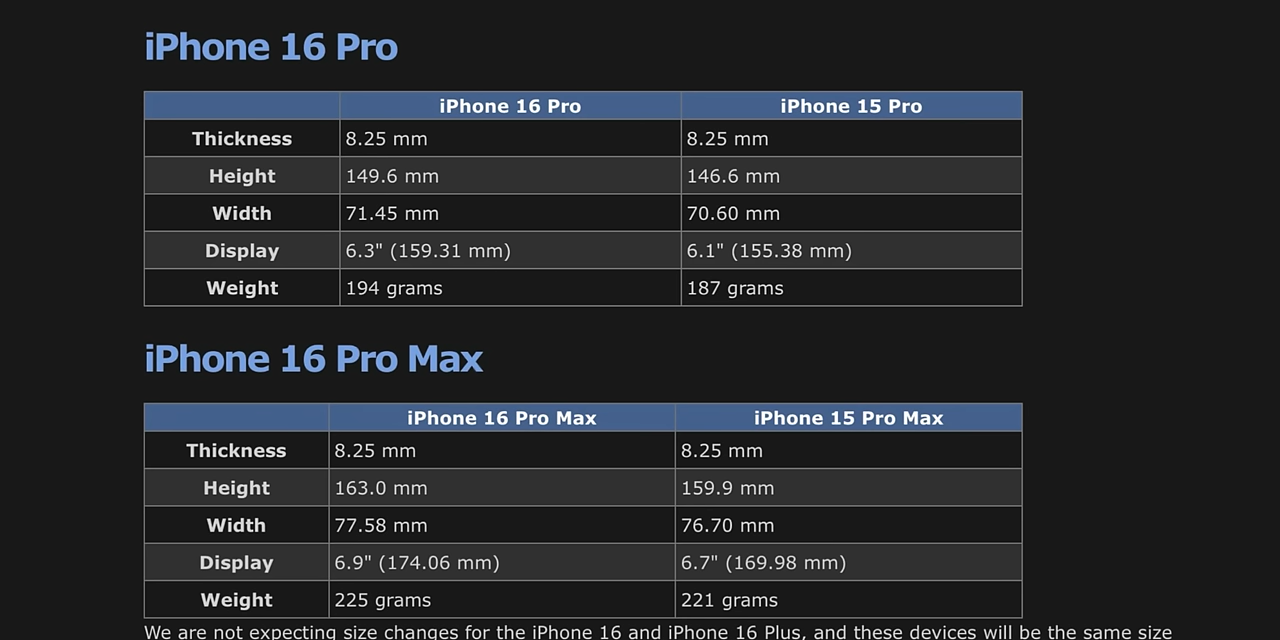 iPhone 16 Pro
iPhone 16 Pro iPhone 15 Pro
Thickness 8.25 mm 8.25 mm
Height 149.6 mm 146.6 mm
Width 71.45 mm 70.60 mm
Display 6.3" (159.31 mm) 6.1" (155.38 mm)
Weight 194 grams 187 grams
iPhone 16 Pro Max
iPhone 16 Pro Max iPhone 15 Pro Max
Thickness 8.25 mm 8.25 mm
Height 163.0 mm 159.9 mm
Width 77.58 mm 76.70 mm
Display 6.9" (174.06 mm) 6.7" (169.98 mm)
Weight 225 grams 221 grams
We are not expecting size changes for the iPhone 16 and iPhone 16 Plus, and these devices will be the same size